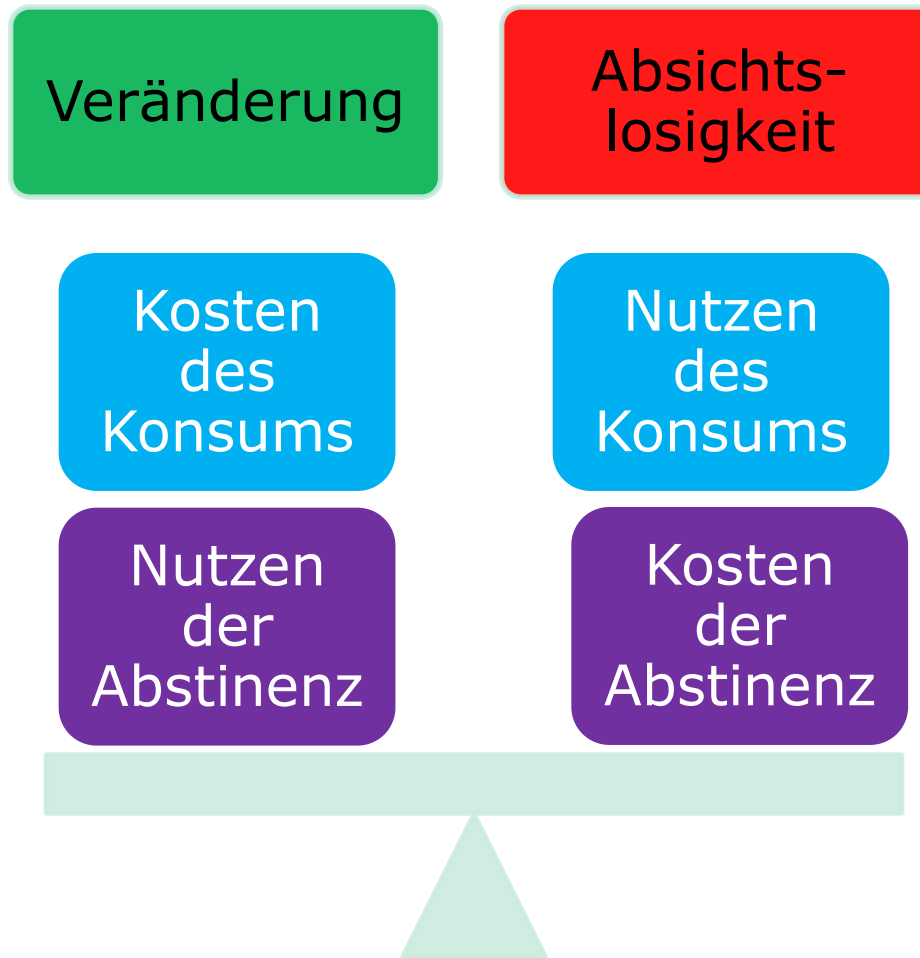 Veränderung
Absichts-
losigkeit
Kosten
des
Konsums
Nutzen
des
Konsums
Nutzen
der
Abstinenz
Kosten
der
Abstinenz